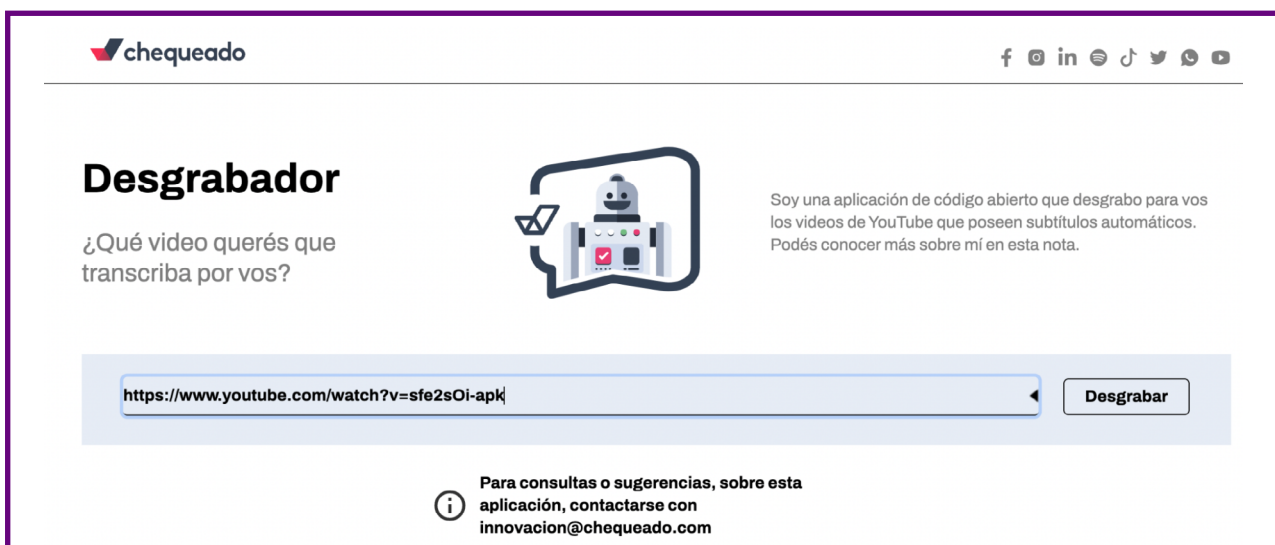 chequeado
Desgrabador
¿Qué video querés que
transcriba por vos?
Soy una aplicación de código abierto que desgrabo para vos
los videos de YouTube que poseen subtítulos automáticos.
Podés conocer más sobre mí en esta nota.
https://www.youtube.com/watch?v=sfe2sOi-apk
Desgrabar
Para consultas o sugerencias, sobre esta
aplicación, contactarse con
innovacion@chequeado.com